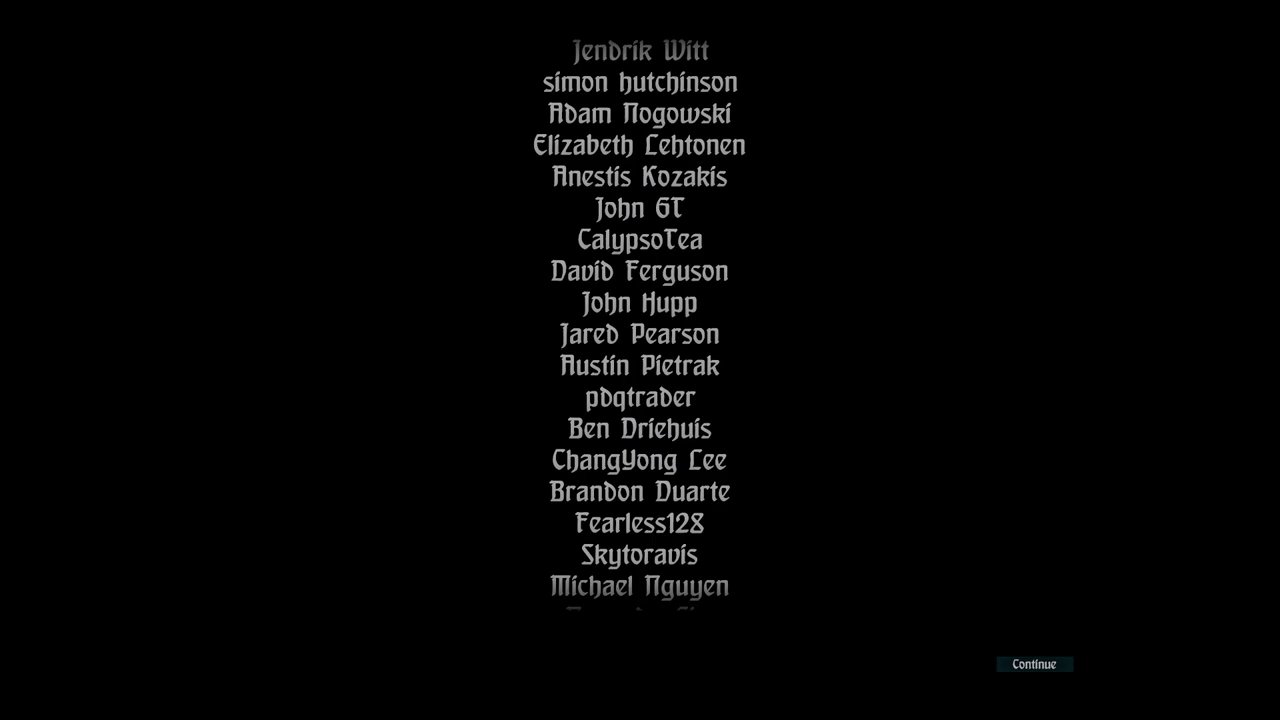 Jendrik Witt
simon hutchinson
Adam Nogowski
Elizabeth Lehtonen
Anestis Kozakis
John GT
CalypsoTea
David Ferguson
John Hupp
Jared Pearson
Austin Pietrak
pdqtrader
Ben Driehuis
ChangYong Lee
Brandon Duarte
Fearless128
Skytoravis
Michael Nguyen
Continue